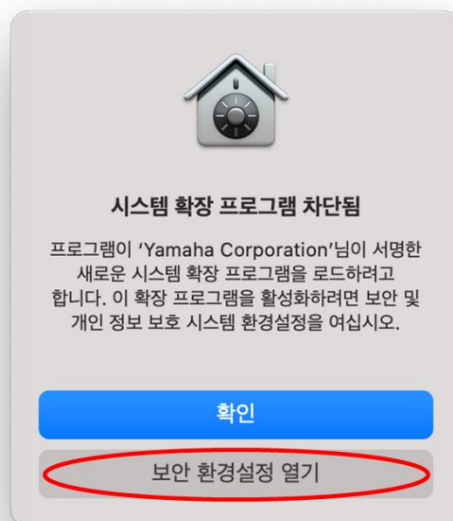 시스템 확장 프로그램 차단됨
프로그램이 ‘Yamaha Corporation’님이 서명한
새로운 시스템 확장 프로그램을 로드하려고
합니다. 이 확장 프로그램을 활성화하려면 보안 및
개인 정보 보호 시스템 환경설정을 여십시오.
확인
보안 환경설정 열기